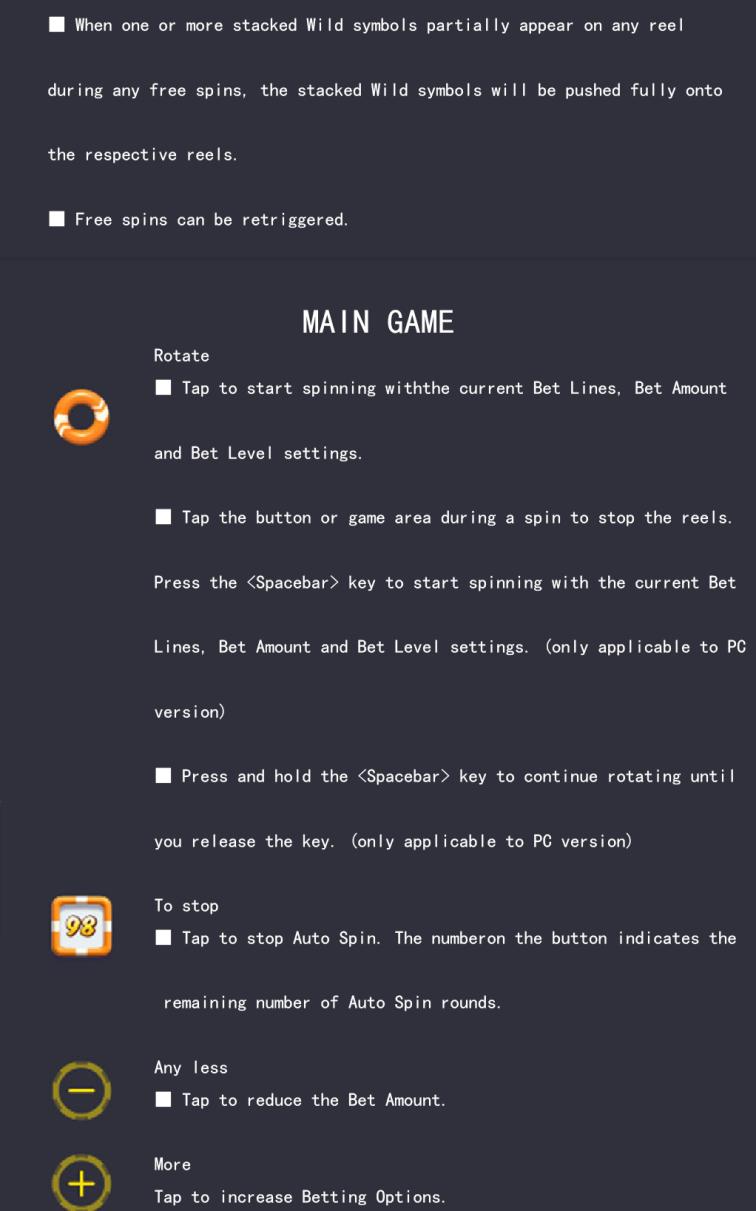 ■ When one or more stacked Wild symbols partially appear on any reel
during any free spins, the stacked Wild symbols will be pushed fully onto
the respective reels.
■ Free spins can be retriggered.
MAIN GAME
Rotate
■ Tap to start spinning withthe current Bet Lines, Bet Amount
and Bet Level settings.
■ Tap the button or game area during a spin to stop the reels.
Press the <Spacebar> key to start spinning with the current Bet
Lines, Bet Amount and Bet Level settings. (only applicable to PC
version)
■ Press and hold the <Spacebar> key to continue rotating until
you release the key. (only applicable to PC version)
98
To stop
■ Tap to stop Auto Spin. The numberon the button indicates the
remaining number of Auto Spin rounds.
Any less
■ Tap to reduce the Bet Amount.
More
Tap to increase Betting Options.